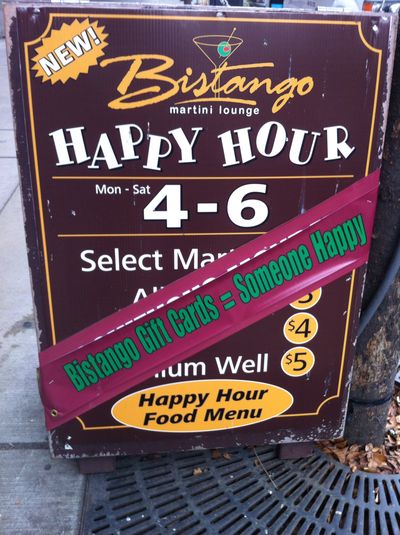 NEW!
Bistango
martini lounge
HAPPY HOUR
Mon - Sat
4-6
Select
Bistango Gift Cards = Someone Happy
$4
Well $5
Happy Hour
Food Menu